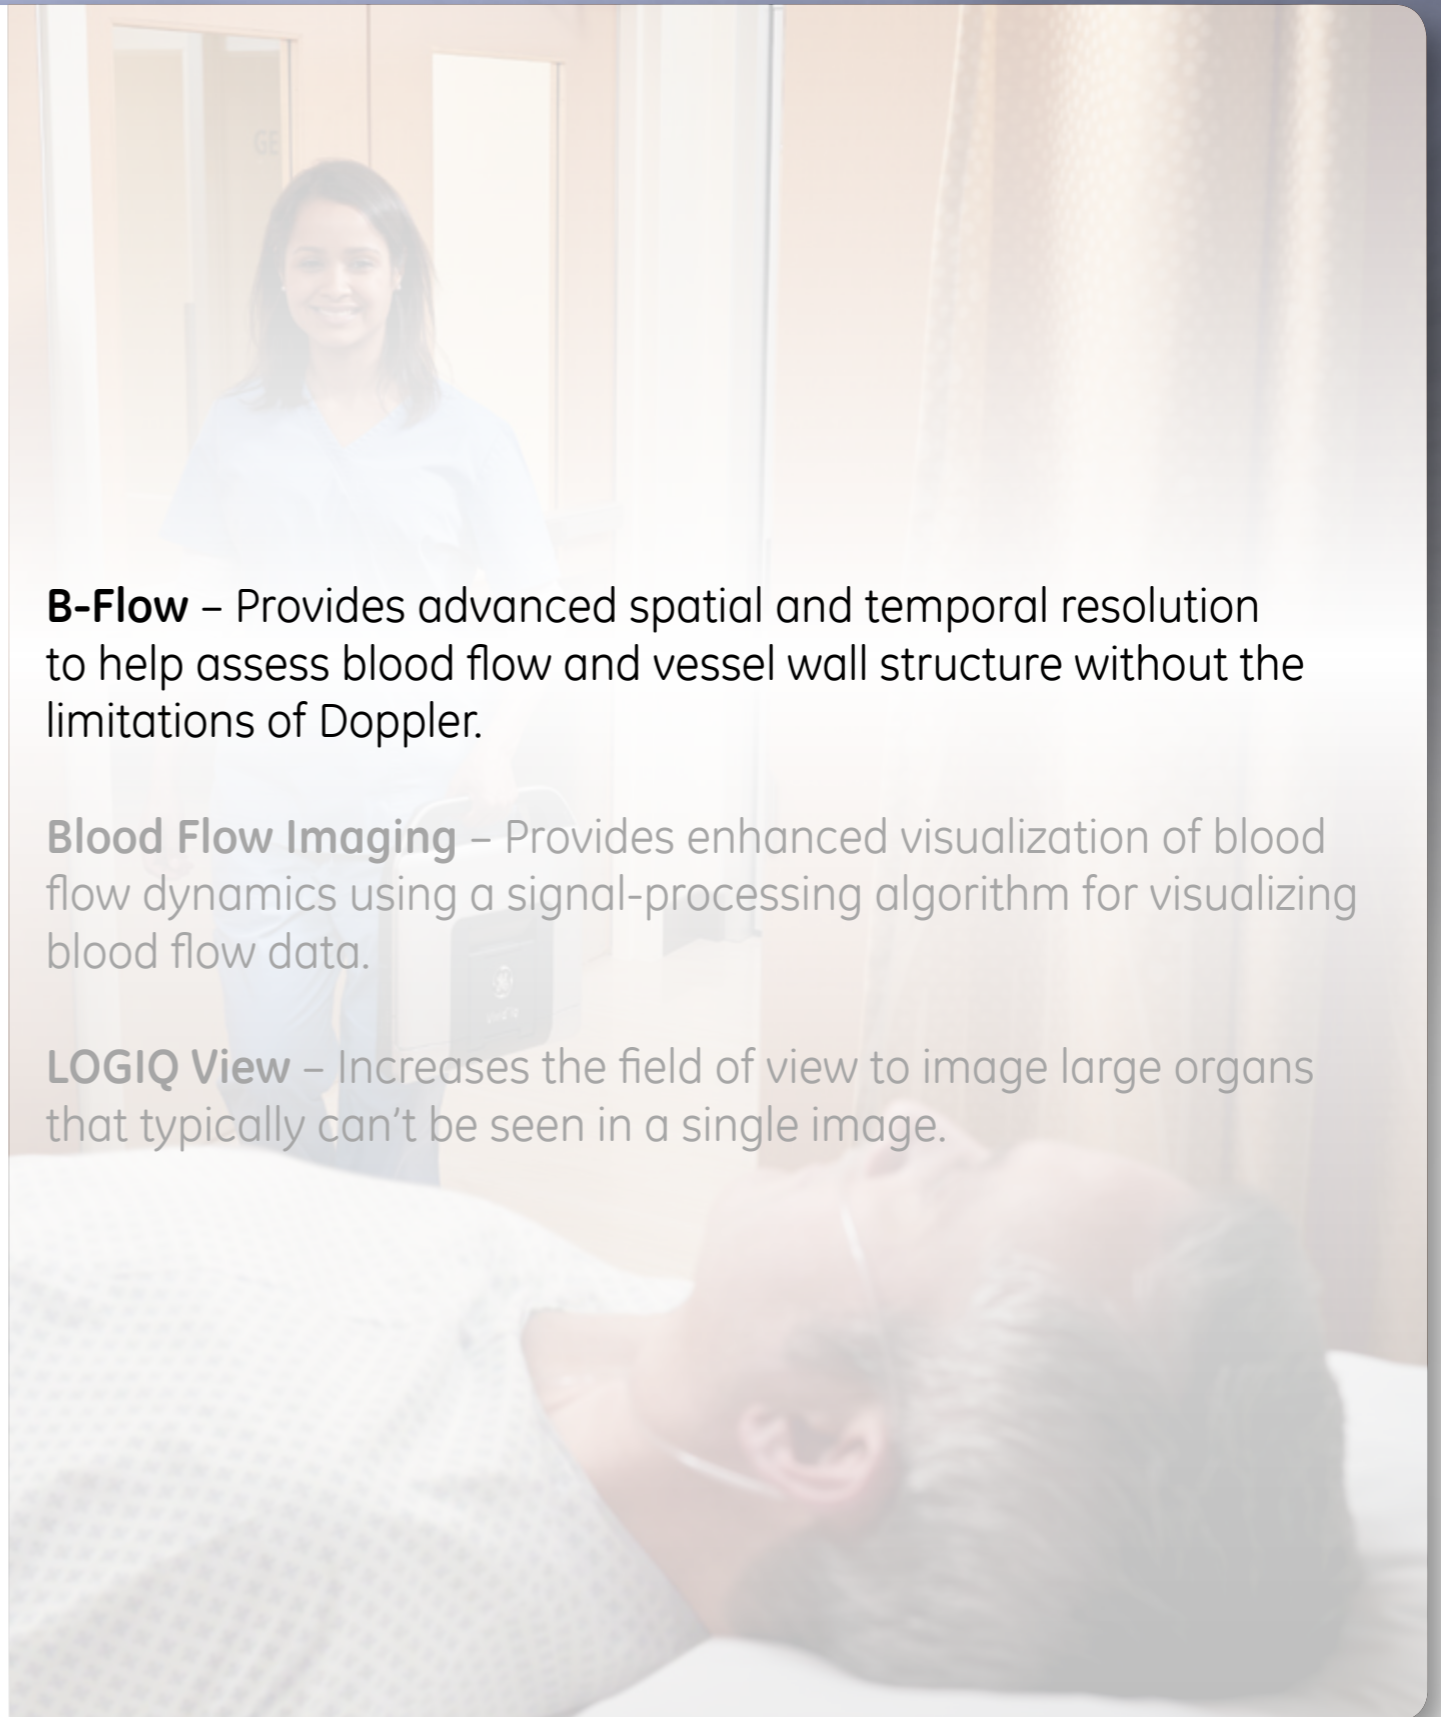 GE
B-Flow – Provides advanced spatial and temporal resolution
to help assess blood flow and vessel wall structure without the
limitations of Doppler.
Blood Flow Imaging – Provides enhanced visualization of blood
flow dynamics using a signal-processing algorithm for visualizing
blood flow data.
LOGIQ View – Increases the field of view to image large organs
that typically can’t be seen in a single image.